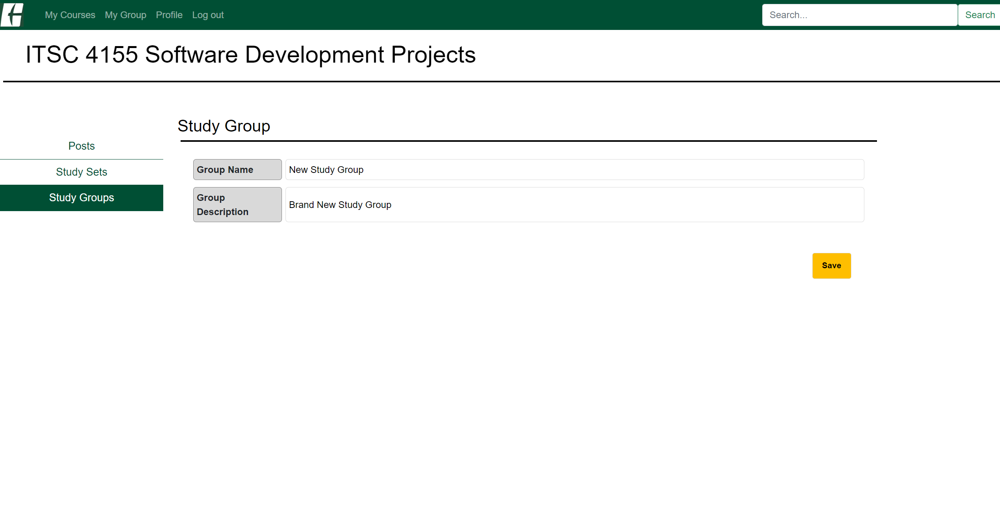 My Courses My Group Profile Log out Search... Search
ITSC 4155 Software Development Projects
Study Group
Posts
Study Sets
Study Groups
Group Name New Study Group
Group
Description
Brand New Study Group
Save